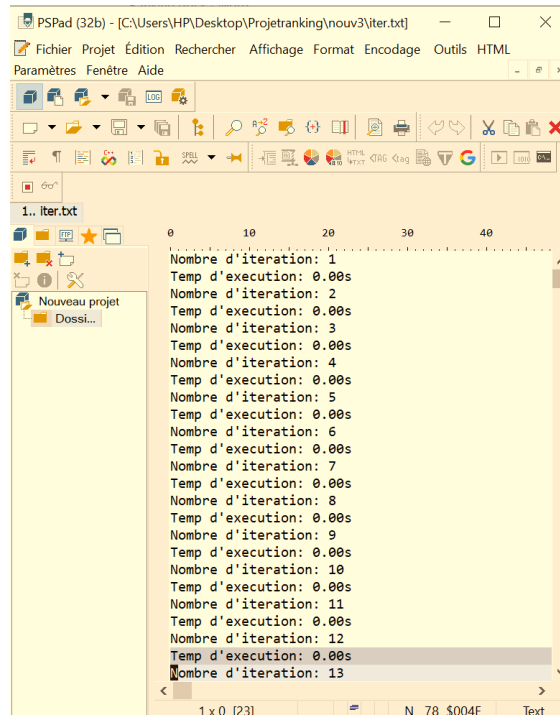 PSPad (32b) - [C:\Users\HP\Desktop\Projetranking\nouv3\iter.txt]
Fichier Projet Édition Rechercher Affichage Format Encodage Outils HTML
Paramètres Fenêtre Aide
LOG
SPELL HTML TXT TAG tag
1.. iter.txt
FTP
0 10 20 30 40
Nouveau projet
Dossi...
Nombre d'iteration: 1
Temp d'execution: 0.00s
Nombre d'iteration: 2
Temp d'execution: 0.00s
Nombre d'iteration: 3
Temp d'execution: 0.00s
Nombre d'iteration: 4
Temp d'execution: 0.00s
Nombre d'iteration: 5
Temp d'execution: 0.00s
Nombre d'iteration: 6
Temp d'execution: 0.00s
Nombre d'iteration: 7
Temp d'execution: 0.00s
Nombre d'iteration: 8
Temp d'execution: 0.00s
Nombre d'iteration: 9
Temp d'execution: 0.00s
Nombre d'iteration: 10
Temp d'execution: 0.00s
Nombre d'iteration: 11
Temp d'execution: 0.00s
Nombre d'iteration: 12
Temp d'execution: 0.00s
Nombre d'iteration: 13
1 x 0 [23] N 78 $004E Text